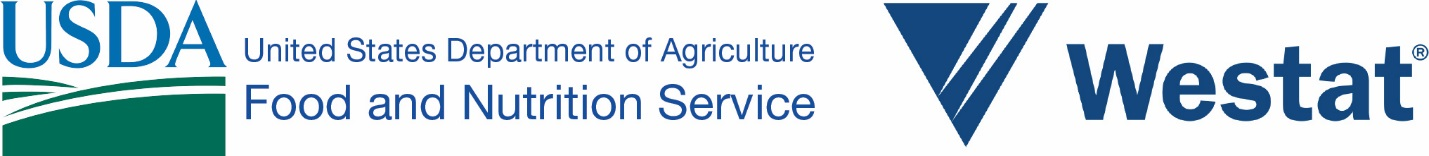 USDA
United States Department of Agriculture
Food and Nutrition Service
Westat®